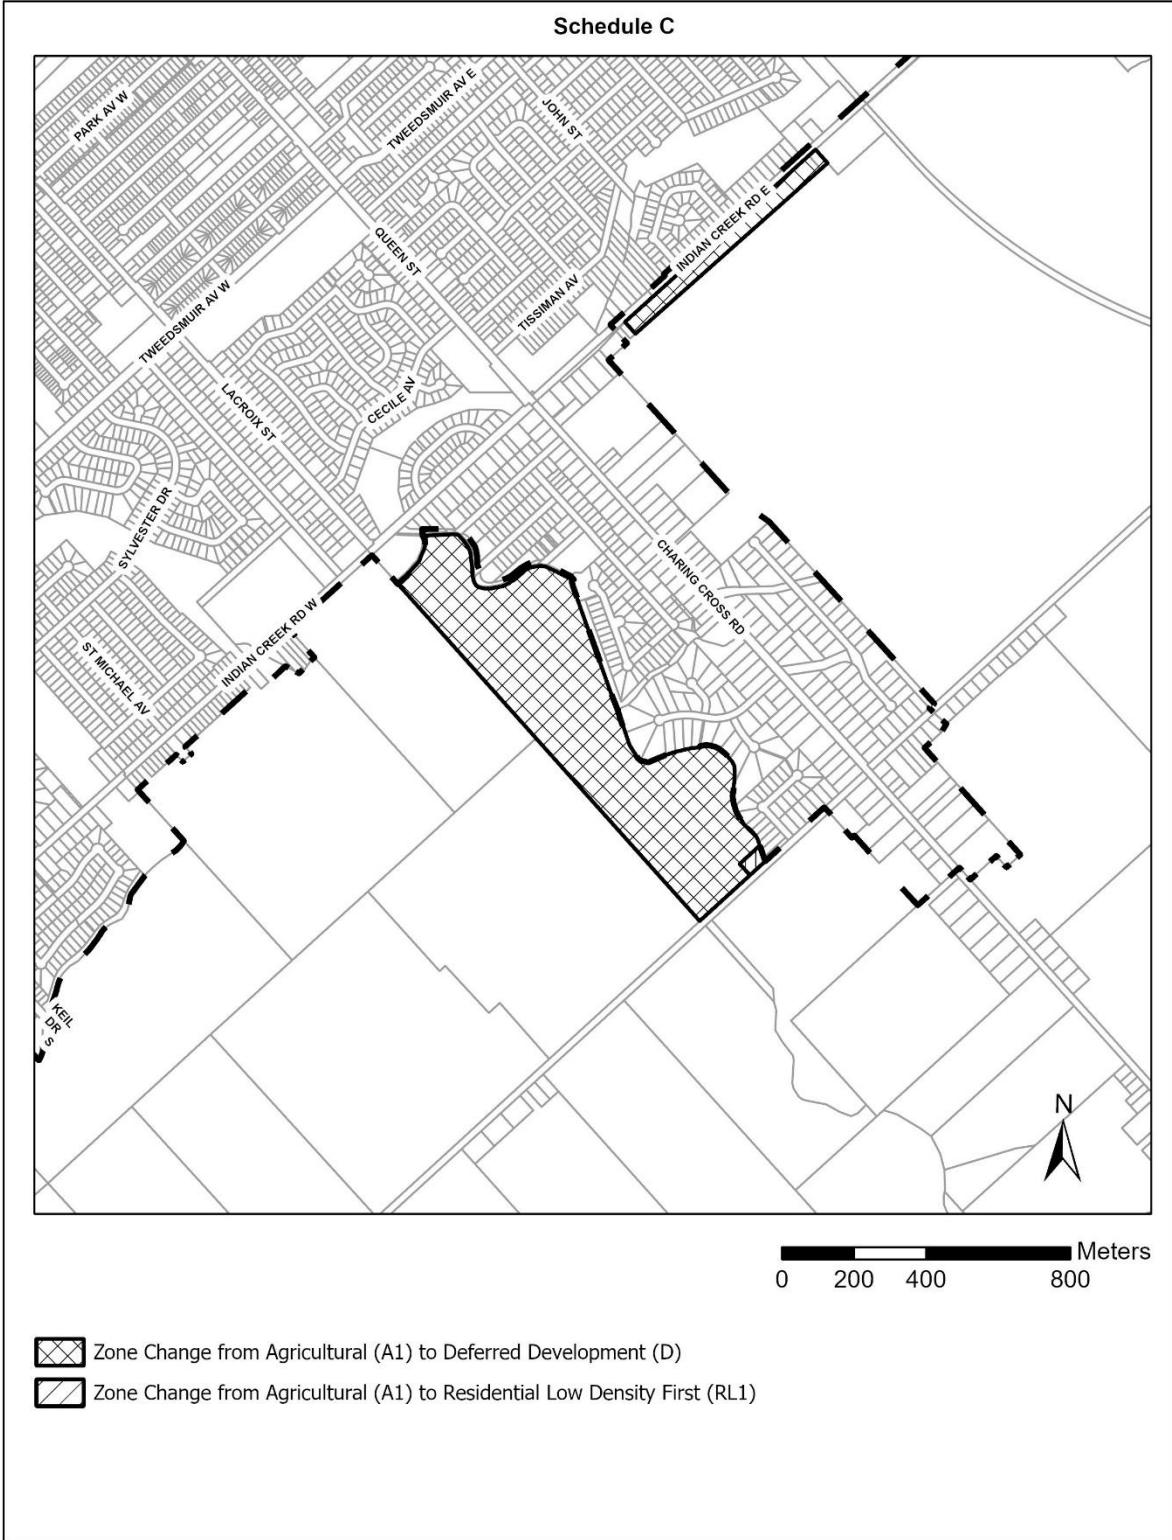 Schedule C
PARK AV W
TWEEDSMUIR AV E
JOHN ST
QUEEN ST
INDIAN CREEK RD E
TISSIMAN AV
TWEEDSMUIR AV W
LACROIX ST
CECILE AV
SYLVESTER DR
CHARING CROSS RD
INDIAN CREEK RD W
ST MICHAEL AV
KEIL
DR
S
N
Meters
0 200 400 800
Zone Change from Agricultural (A1) to Deferred Development (D)
Zone Change from Agricultural (A1) to Residential Low Density First (RL1)